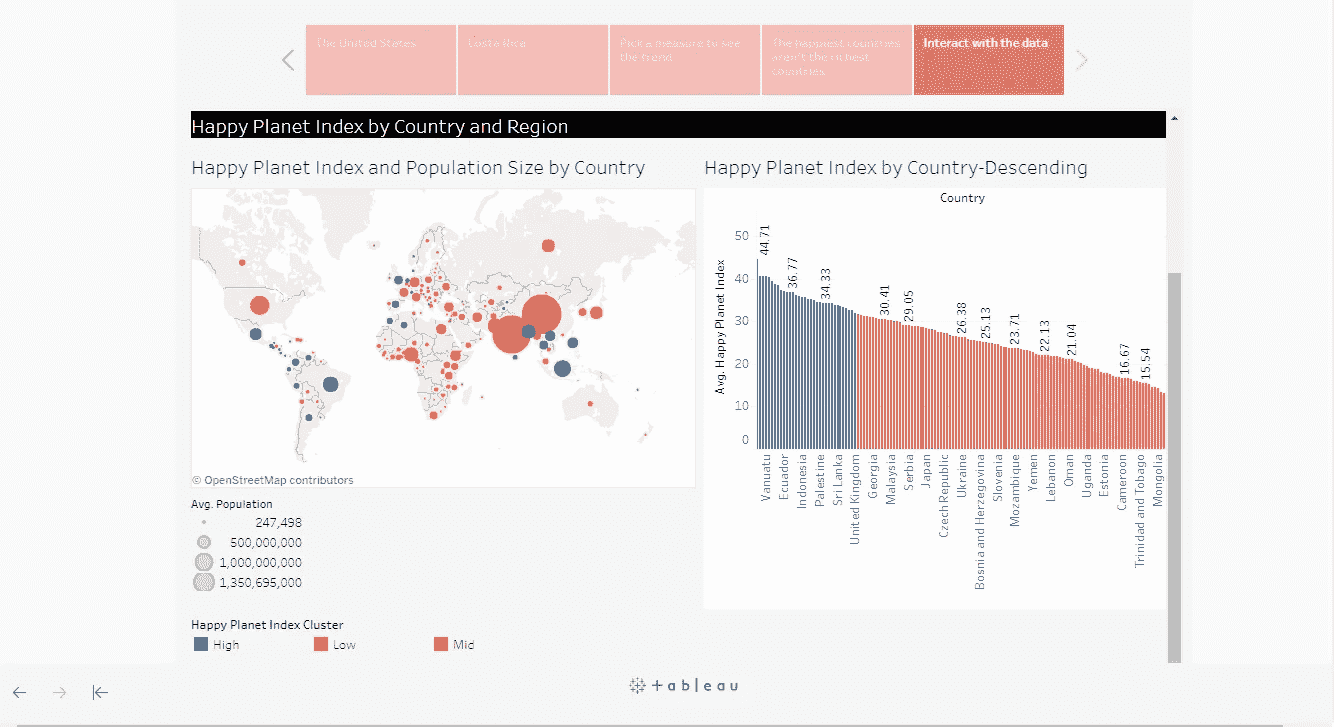 The United States
Costa Rica
Pick a measure to see
the trend
The happiest countries
aren't the richest
countries.
Interact with the data
Happy Planet Index by Country and Region
Happy Planet Index and Population Size by Country
Happy Planet Index by Country-Descending
Country
Avg. Happy Planet Index
50
40
30
20
10
0
44.71
36.77
34.33
30.41
29.05
26.38
25.13
23.71
22.13
21.04
16.67
15.54
Vanuatu
Ecuador
Indonesia
Palestine
Sri Lanka
United Kingdom
Georgia
Malaysia
Serbia
Japan
Czech Republic
Ukraine
Bosnia and Herzegovina
Slovenia
Mozambique
Yemen
Lebanon
Oman
Uganda
Estonia
Cameroon
Trinidad and Tobago
Mongolia
© OpenStreetMap contributors
Avg. Population
247,498
500,000,000
1,000,000,000
1,350,695,000
Happy Planet Index Cluster
High Low Mid
tableau